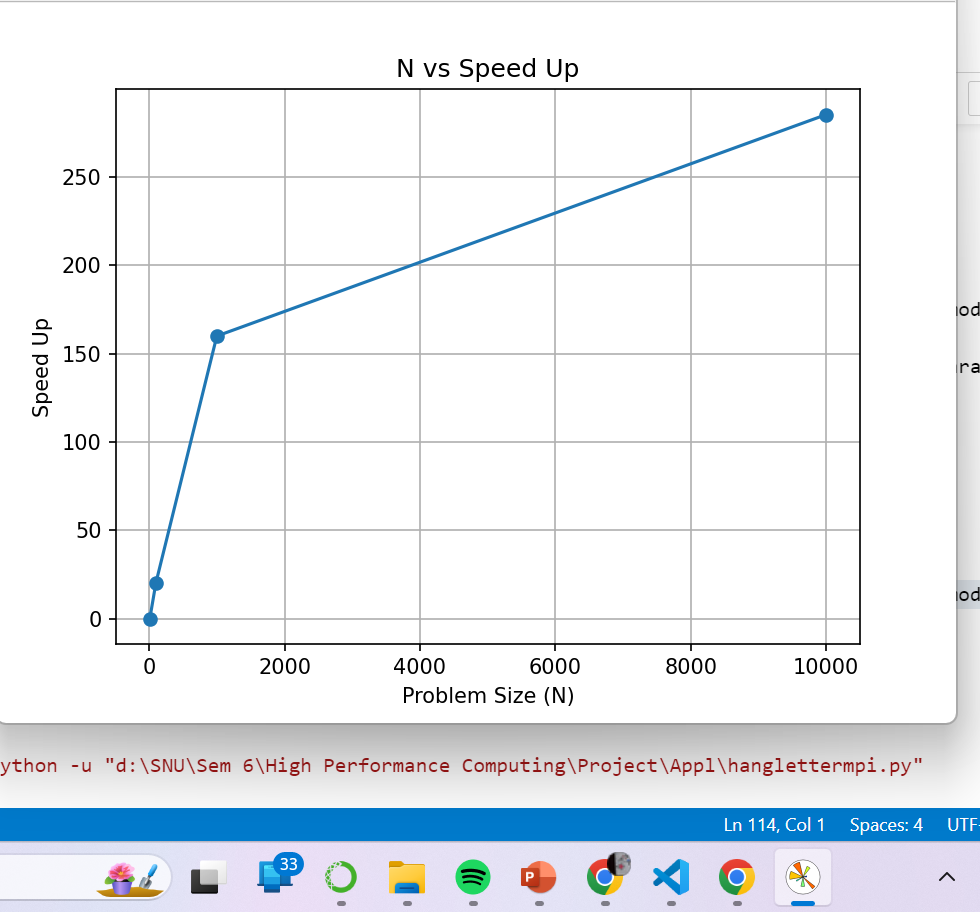 N vs Speed Up
250
200
150
100
50
0
Speed Up
0 2000 4000 6000 8000 10000
Problem Size (N)
ython -u "d:\SNU\Sem 6\High Performance Computing\Project\Appl\hanglettermpi.py"
Ln 114, Col 1 Spaces: 4 UTF-
33
P